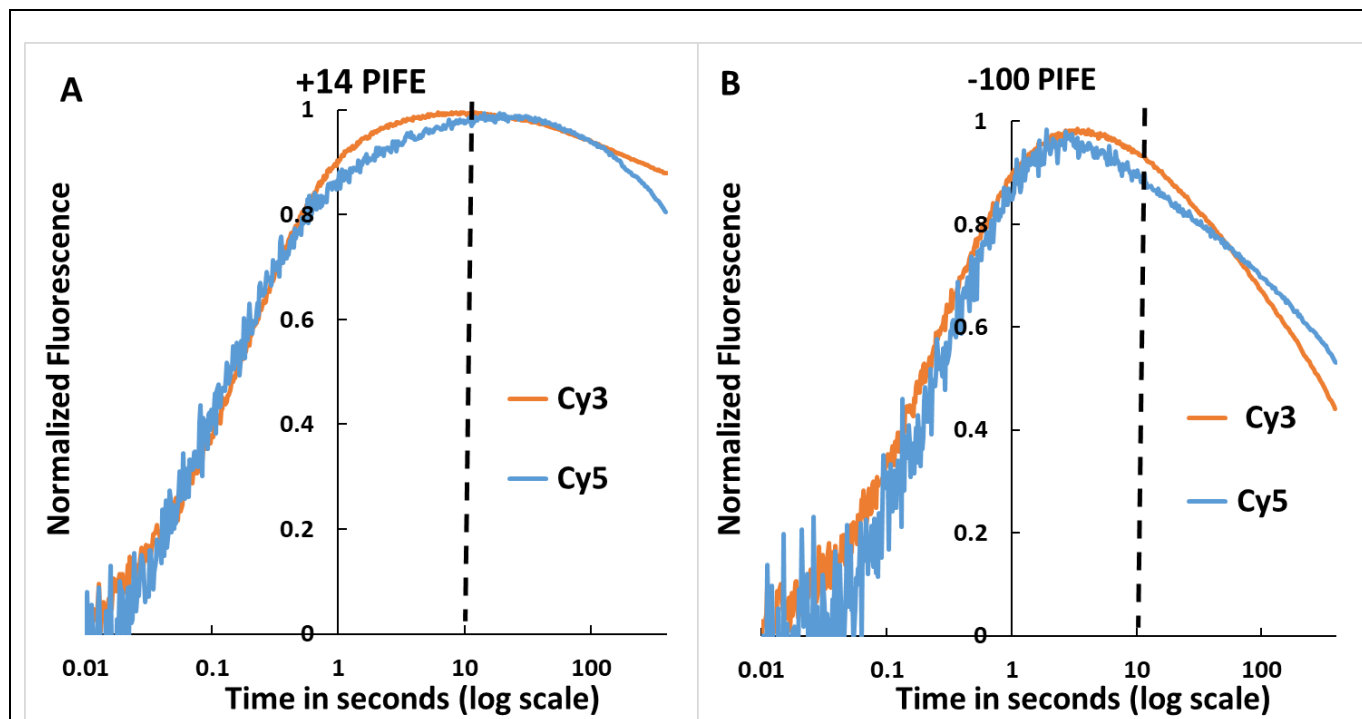 A
+14 PIFE
Normalized Fluorescence
1
0.8
0.6
0.4
0.2
0
Cy3
Cy5
0.01 0.1 1 10 100
Time in seconds (log scale)
B
-100 PIFE
Normalized Fluorescence
1
0.8
0.6
0.4
0.2
0
Cy3
Cy5
0.01 0.1 1 10 100
Time in seconds (log scale)